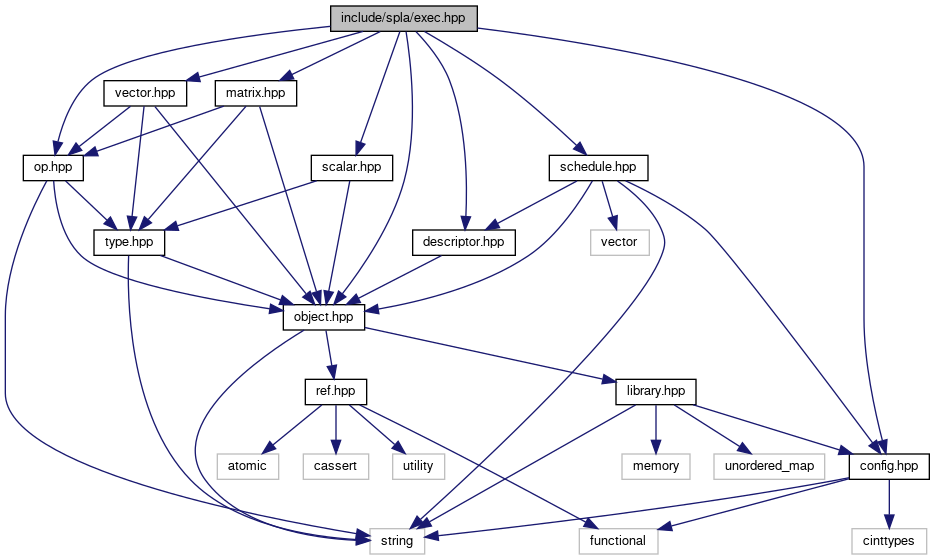 include/spla/exec.hpp
vector.hpp
matrix.hpp
op.hpp
scalar.hpp
schedule.hpp
type.hpp
descriptor.hpp
vector
object.hpp
ref.hpp
library.hpp
atomic
cassert
utility
memory
unordered_map
config.hpp
string
functional
cinttypes